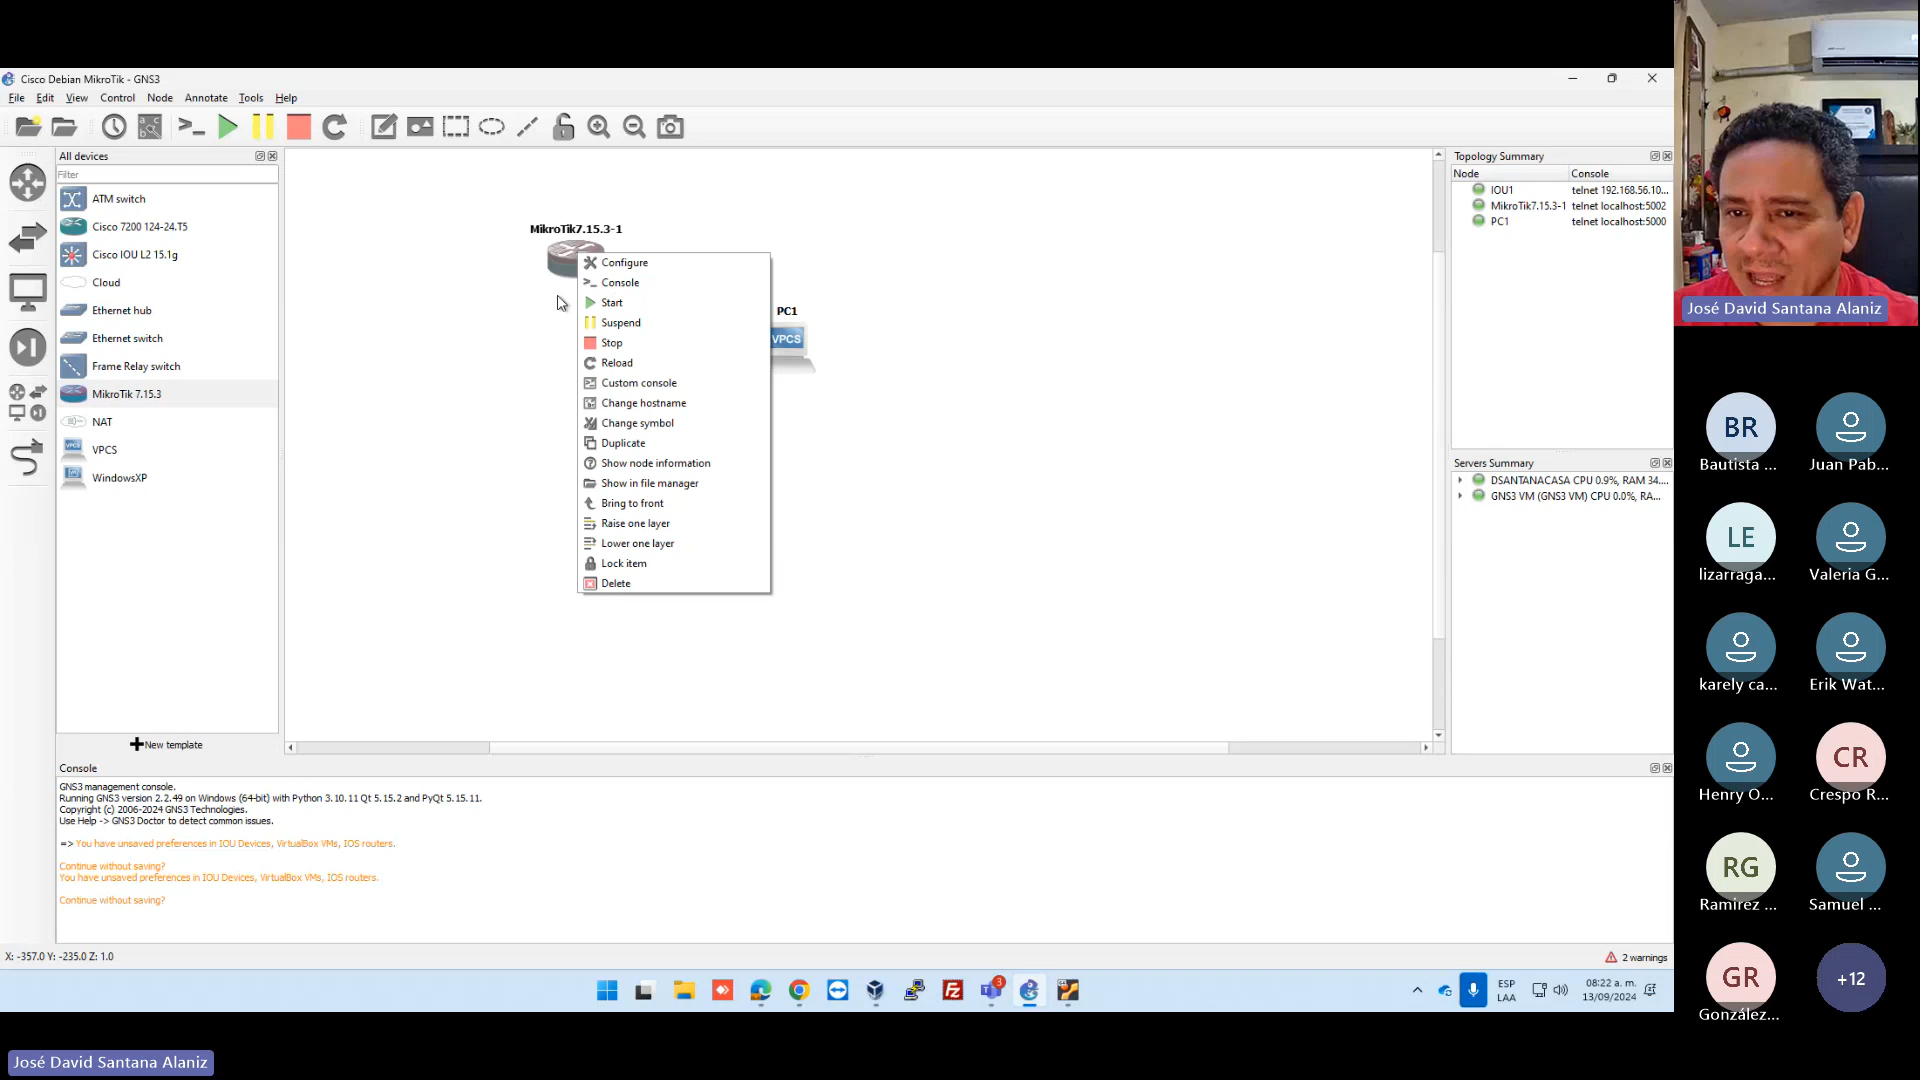 Cisco Debian MikroTik - GNS3
File Edit View Control Node Annotate Tools Help
All devices
Filter
ATM switch
Cisco 7200 124-24.T5
Cisco IOU L2 15.1g
Cloud
Ethernet hub
Ethernet switch
Frame Relay switch
MikroTik 7.15.3
NAT
VPCS
WindowsXP
New template
MikroTik7.15.3-1
PC1
VPCS
Configure
Console
Start
Suspend
Stop
Reload
Custom console
Change hostname
Change symbol
Duplicate
Show node information
Show in file manager
Bring to front
Raise one layer
Lower one layer
Lock item
Delete
Topology Summary
Node Console
IOU1 telnet 192.168.56.10...
MikroTik7.15.3-1 telnet localhost:5002
PC1 telnet localhost:5000
Servers Summary
DSANTANACASA CPU 0.9%, RAM 34....
GNS3 VM (GNS3 VM) CPU 0.0%, RA...
Console
GNS3 management console.
Running GNS3 version 2.2.49 on Windows (64-bit) with Python 3.10.11 Qt 5.15.2 and PyQt 5.15.11.
Copyright (c) 2006-2024 GNS3 Technologies.
Use Help -> GNS3 Doctor to detect common issues.
=> You have unsaved preferences in IOU Devices, VirtualBox VMs, IOS routers.
Continue without saving?
You have unsaved preferences in IOU Devices, VirtualBox VMs, IOS routers.
Continue without saving?
X: -357.0 Y: -235.0 Z: 1.0
2 warnings
3
ESP
LAA
08:22 a. m.
13/09/2024
José David Santana Alaniz
BR
Bautista ...
Juan Pab...
LE
lizarraga...
Valeria G...
karely ca...
Erik Wat...
Henry O...
CR
Crespo R...
RG
Ramirez ...
Samuel ...
GR
González...
+12
José David Santana Alaniz